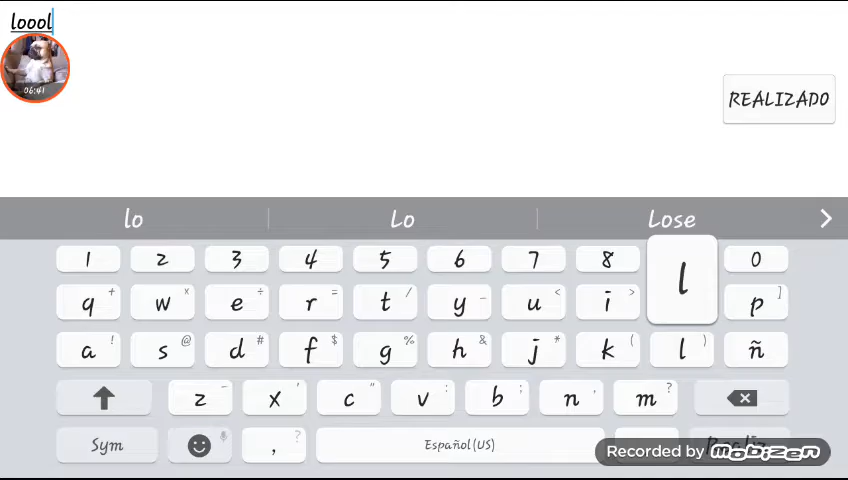 loool
06:41
REALIZADO
lo Lo Lose
1 2 3 4 5 6 7 8 l 0
q + w × e ÷ r = t / y _ u < i > p ]
a ! s @ d # f $ g % h & j * k ( l ) ñ
z - x ' c " v : b ; n , m ?
Sym , ? Español(US)
Recorded by mobizen